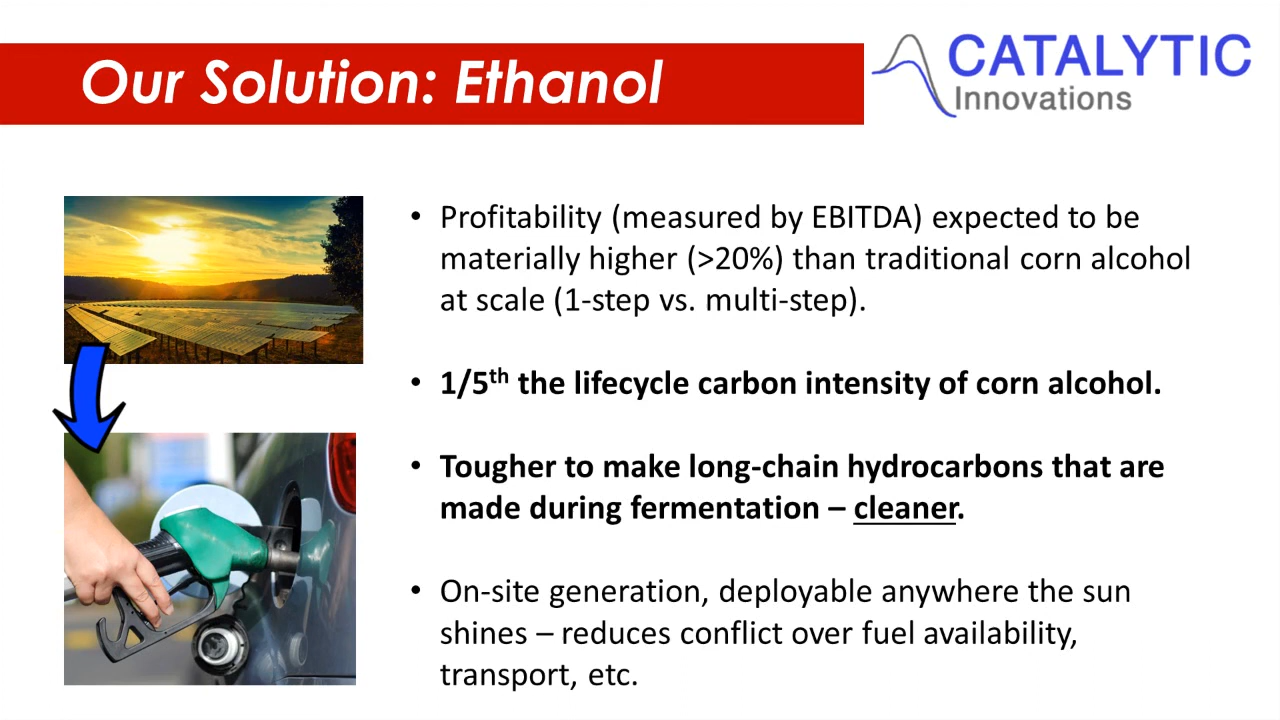 Our Solution: Ethanol
CATALYTIC
Innovations
• Profitability (measured by EBITDA) expected to be
materially higher (>20%) than traditional corn alcohol
at scale (1-step vs. multi-step).
• 1/5th the lifecycle carbon intensity of corn alcohol.
• Tougher to make long-chain hydrocarbons that are
made during fermentation – cleaner.
• On-site generation, deployable anywhere the sun
shines – reduces conflict over fuel availability,
transport, etc.